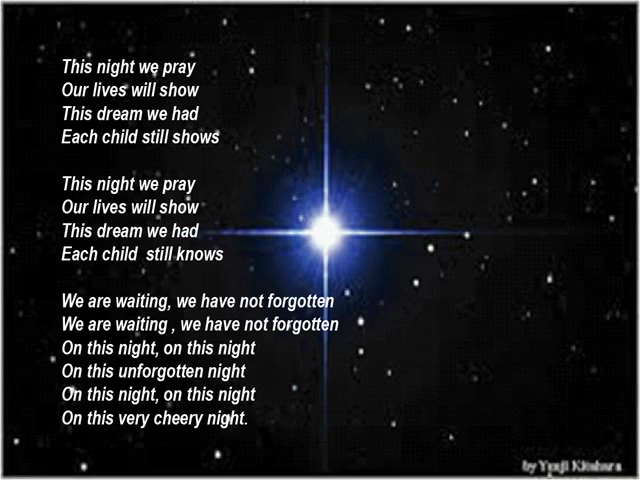 This night we pray
Our lives will show
This dream we had
Each child still shows
This night we pray
Our lives will show
This dream we had
Each child  still knows
We are waiting, we have not forgotten
We are waiting , we have not forgotten
On this night, on this night
On this unforgotten night
On this night, on this night
On this very cheery night.
by Yuuji Kitahara